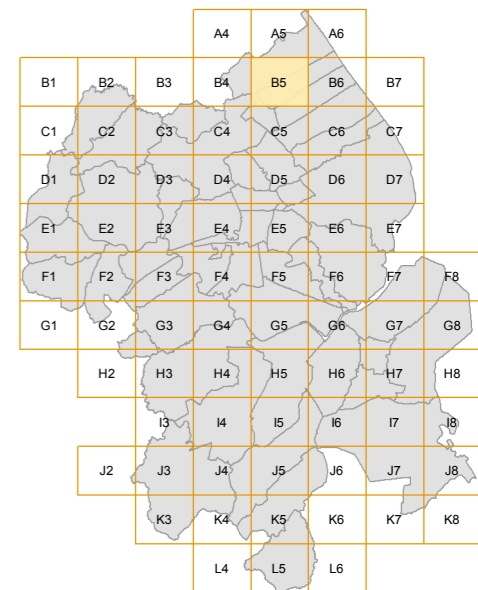 A4 A5 A6
B1 B2 B3 B4 B5 B6 B7
C1 C2 C3 C4 C5 C6 C7
D1 D2 D3 D4 D5 D6 D7
E1 E2 E3 E4 E5 E6 E7
F1 F2 F3 F4 F5 F6 F7 F8
G1 G2 G3 G4 G5 G6 G7 G8
H2 H3 H4 H5 H6 H7 H8
I3 I4 I5 I6 I7 I8
J2 J3 J4 J5 J6 J7 J8
K3 K4 K5 K6 K7 K8
L4 L5 L6